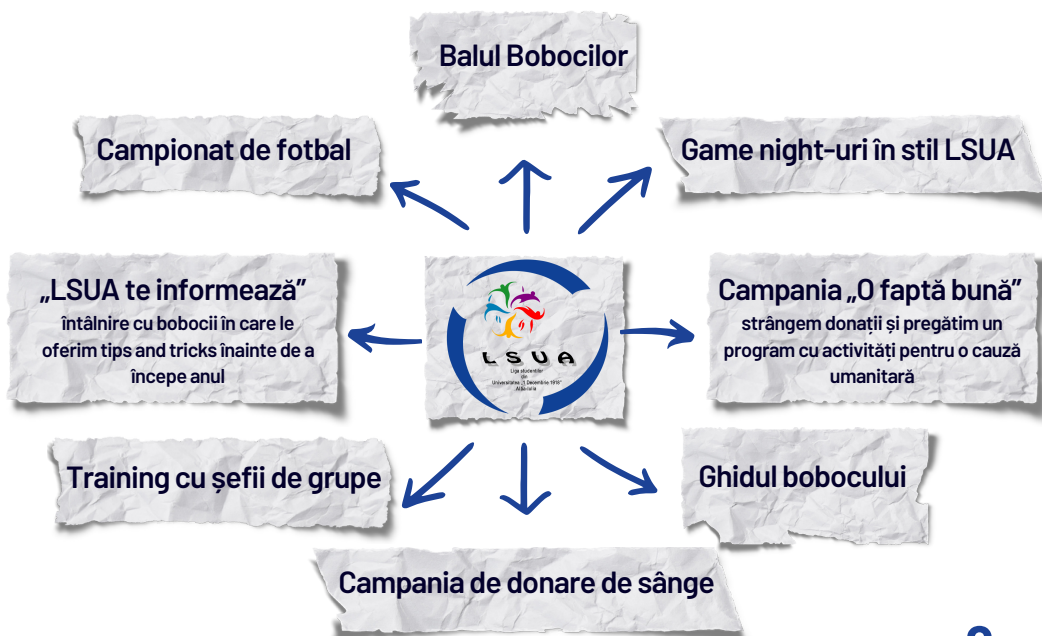 Balul Bobocilor
Campionat de fotbal
Game night-uri în stil LSUA
„LSUA te informează”
întâlnire cu bobocii în care le
oferim tips and tricks înainte de a
începe anul
LSUA
Liga studenților
din
Universitatea „1 Decembrie 1918”
Alba Iulia
Campania „O faptă bună”
strângem donații și pregătim un
program cu activități pentru o cauză
umanitară
Training cu șefii de grupe
Ghidul bobocului
Campania de donare de sânge